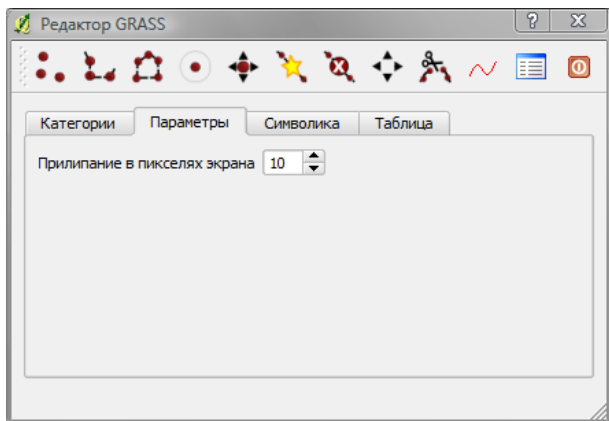 Редактор GRASS
Категории Параметры Символика Таблица
Прилипание в пикселях экрана 10